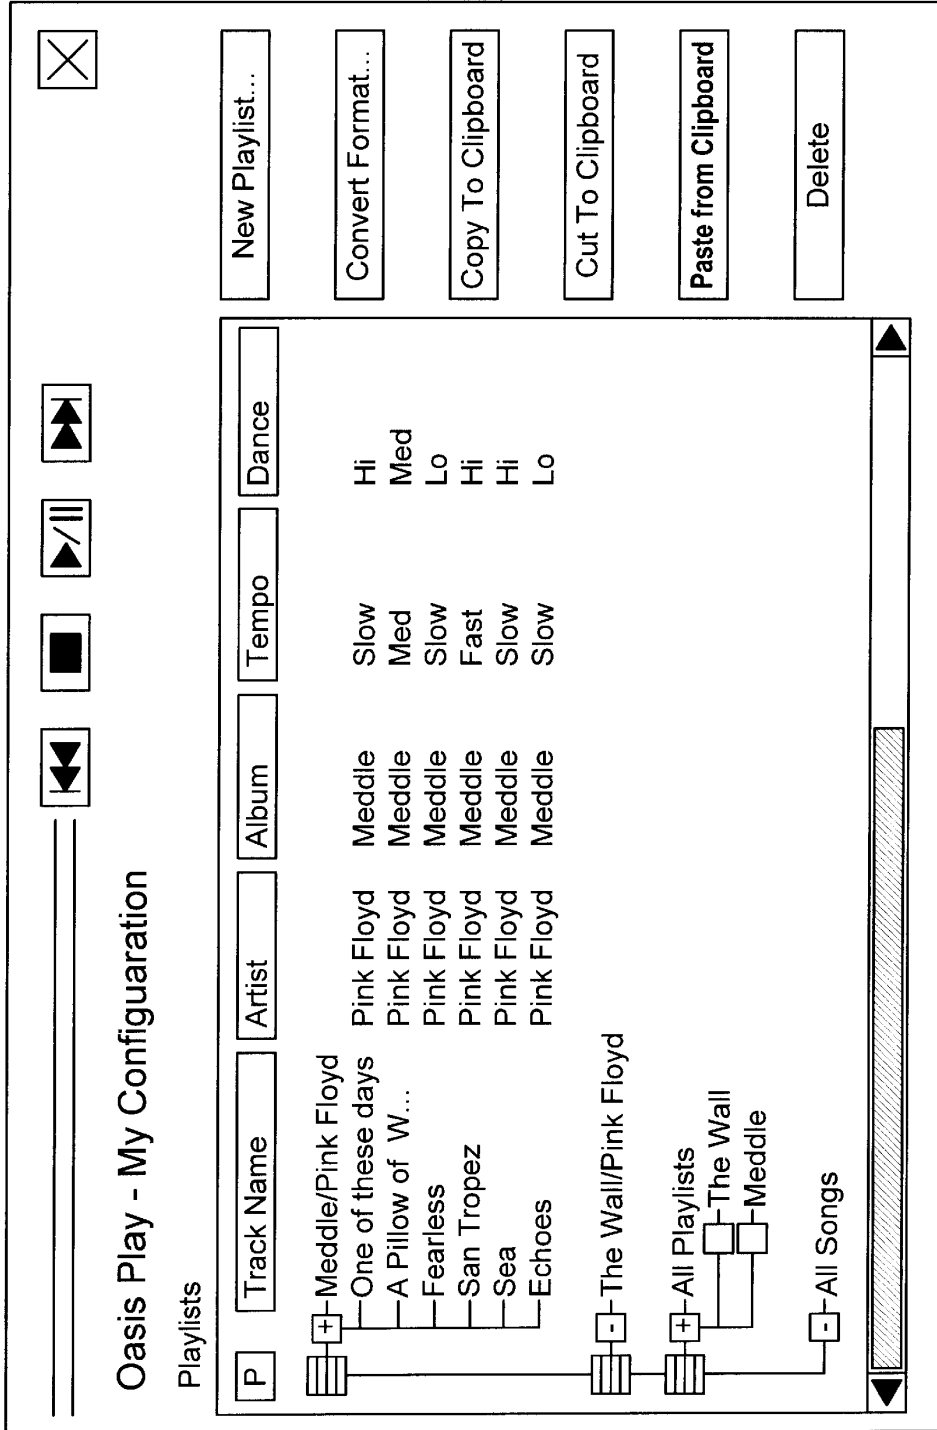 Oasis Play - My Configuaration
Playlists
P Track Name Artist Album Tempo Dance
+ Meddle/Pink Floyd
One of these days Pink Floyd Meddle Slow Hi
A Pillow of W... Pink Floyd Meddle Med Med
Fearless Pink Floyd Meddle Slow Lo
San Tropez Pink Floyd Meddle Fast Hi
Sea Pink Floyd Meddle Slow Hi
Echoes Pink Floyd Meddle Slow Lo
- The Wall/Pink Floyd
+ All Playlists
The Wall
Meddle
- All Songs
New Playlist...
Convert Format...
Copy To Clipboard
Cut To Clipboard
Paste from Clipboard
Delete